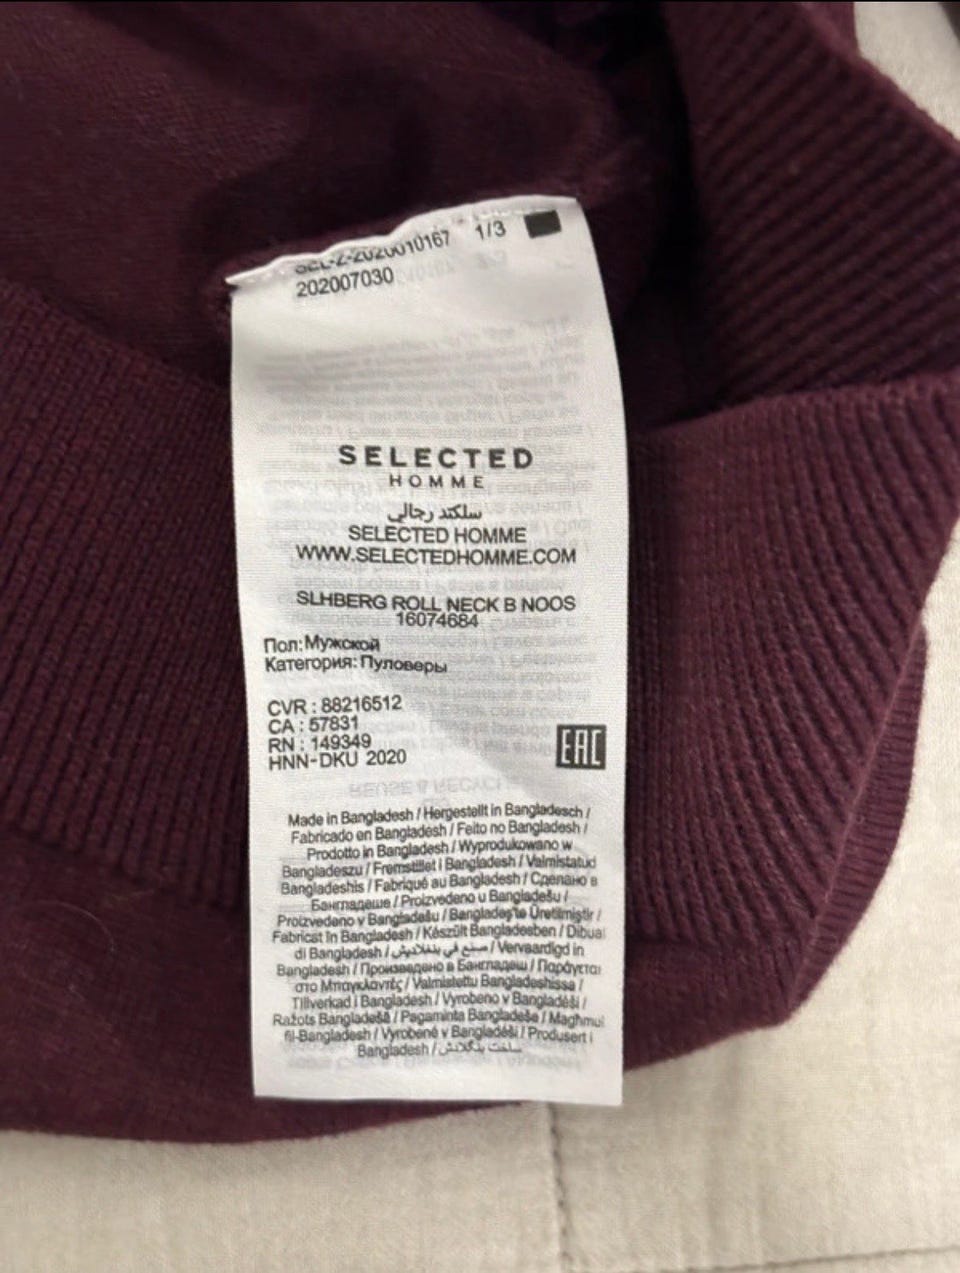 SEL-Z-2020010167 1/3
202007030
SELECTED
HOMME
سلكتد رجالي
SELECTED HOMME
WWW.SELECTEDHOMME.COM
SLHBERG ROLL NECK B NOOS
16074684
Пол: Мужской
Категория: Пуловеры
CVR : 88216512
CA : 57831
RN : 149349
HNN-DKU 2020
EAC
Made in Bangladesh / Hergestellt in Bangladesch /
Fabricado en Bangladesh / Feito no Bangladesh /
Prodotto in Bangladesh / Wyprodukowano w
Bangladeszu / Fremstillet i Bangladesh / Valmistatud
Bangladeshis / Fabriqué au Bangladesh / Сделано в
Бангладеше / Proizvedeno u Bangladešu /
Proizvedeno v Bangladešu / Bangladeş'te Üretilmiştir /
Fabricat în Bangladesh / Készült Bangladesben / Dibuat
di Bangladesh / صنع في بنغلاديش / Vervaardigd in
Bangladesh / Произведено в Бангладеш / Παράγεται
στο Μπαγκλαντές / Valmistettu Bangladeshissa /
Tillverkad i Bangladesh / Vyrobeno v Bangladéši /
Ražots Bangladešā / Pagaminta Bangladeše / Magħmul
fil-Bangladesh / Vyrobené v Bangladéši / Produsert i
Bangladesh / ساخت بنگلادش